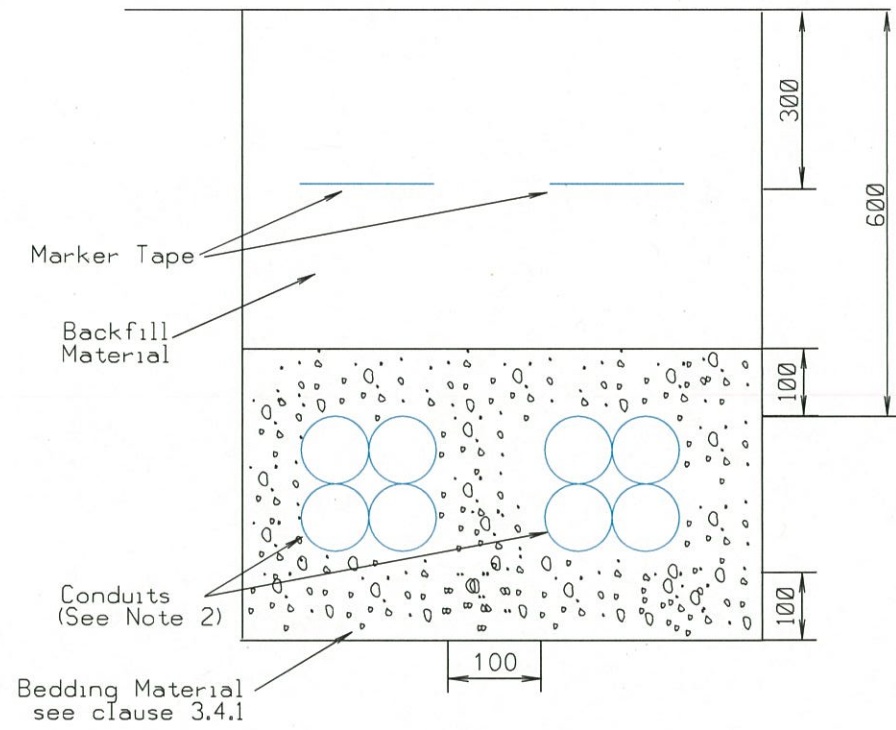 300
600
Marker Tape
Backfill
Material
100
Conduits
(See Note 2)
100
100
Bedding Material
see clause 3.4.1